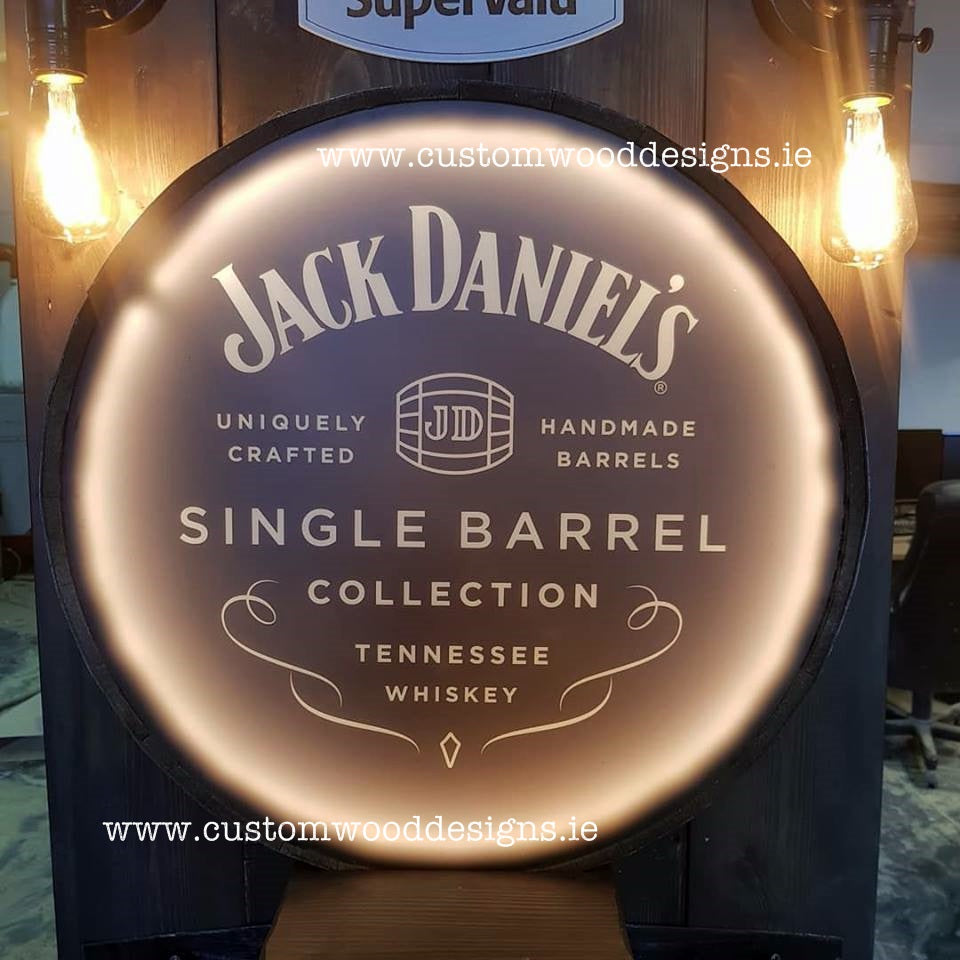 SuperValu
www.customwooddesigns.ie
JACK DANIEL'S
®
UNIQUELY
CRAFTED
JD
HANDMADE
BARRELS
SINGLE BARREL
COLLECTION
TENNESSEE
WHISKEY
www.customwooddesigns.ie